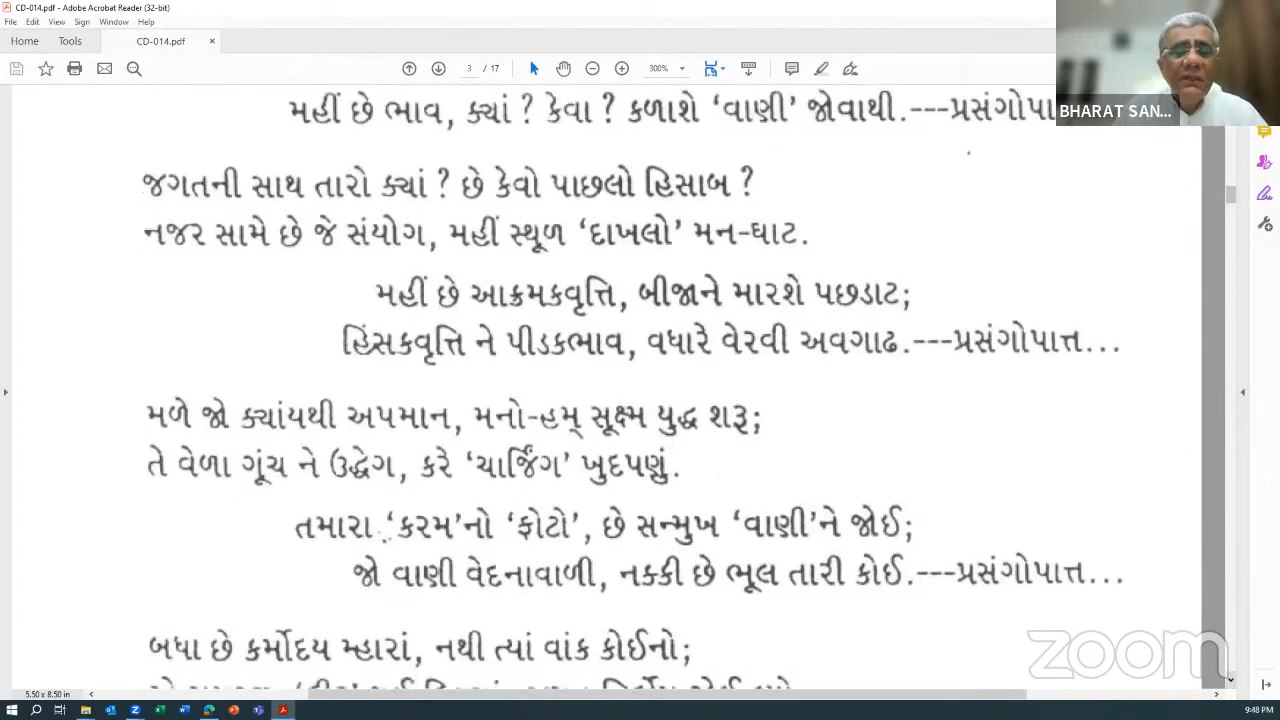 CD-014.pdf - Adobe Acrobat Reader (32-bit)
File Edit View Sign Window Help
Home Tools CD-014.pdf ×
3 / 17 300%
BHARAT SAN...
મહીં છે ભાવ, ક્યાં ? કેવા ? કળાશે ‘વાણી’ જોવાથી.---પ્રસંગોપા
જગતની સાથ તારો ક્યાં ? છે કેવો પાછલો હિસાબ ?
નજર સામે છે જે સંયોગ, મહીં સ્થૂળ ‘દાખલો’ મન-ઘાટ.
મહીં છે આક્રમકવૃત્તિ, બીજાને મારશે પછડાટ;
હિંસકવૃત્તિ ને પીડકભાવ, વધારે વેરવી અવગાઢ.---પ્રસંગોપાત્ત...
મળે જો ક્યાંયથી અપમાન, મનો-હમ્ સૂક્ષ્મ યુદ્ધ શરૂ;
તે વેળા ગૂંચ ને ઉદ્વેગ, કરે ‘ચાર્જિંગ’ ખુદપણું.
તમારા ‘કરમ’નો ‘ફોટો’, છે સન્મુખ ‘વાણી’ને જોઈ;
જો વાણી વેદનાવાળી, નક્કી છે ભૂલ તારી કોઈ.---પ્રસંગોપાત્ત...
બધા છે કર્મોદય મ્હારાં, નથી ત્યાં વાંક કોઈનો;
zoom
5.50 x 8.50 in
9:48 PM